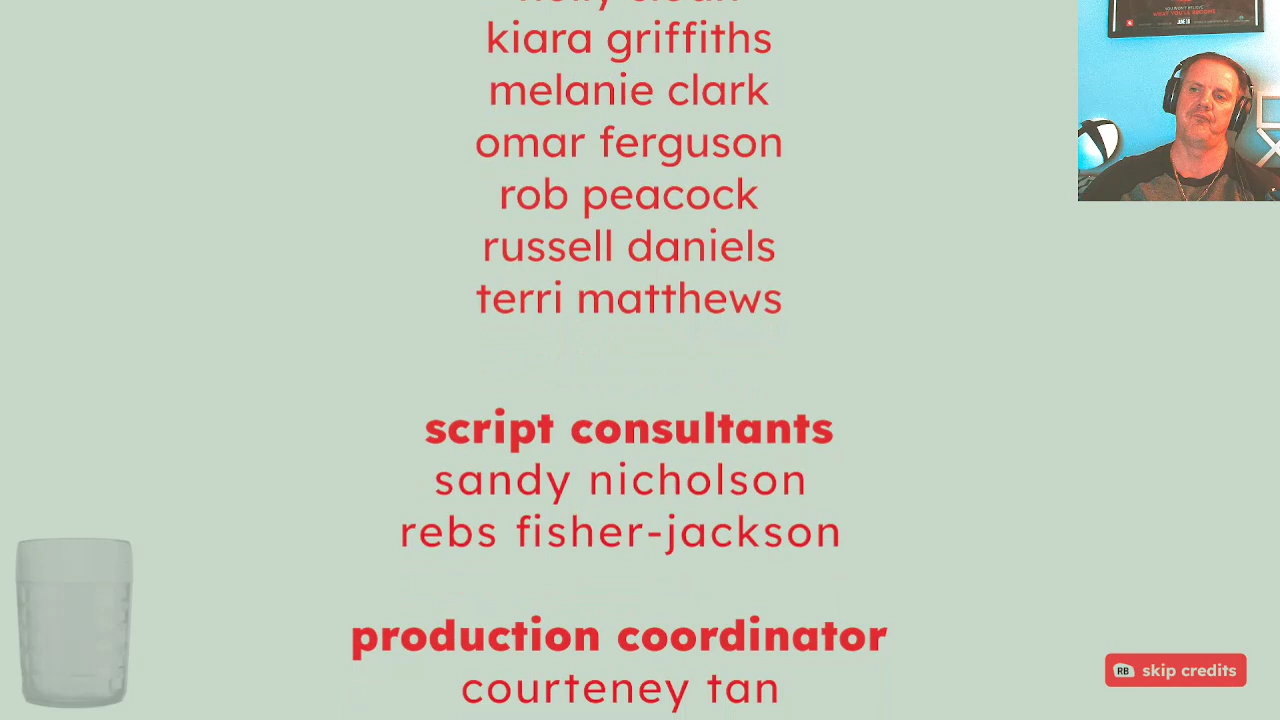 kiara griffiths
melanie clark
omar ferguson
rob peacock
russell daniels
terri matthews
script consultants
sandy nicholson
rebs fisher-jackson
production coordinator
courteney tan
RB skip credits